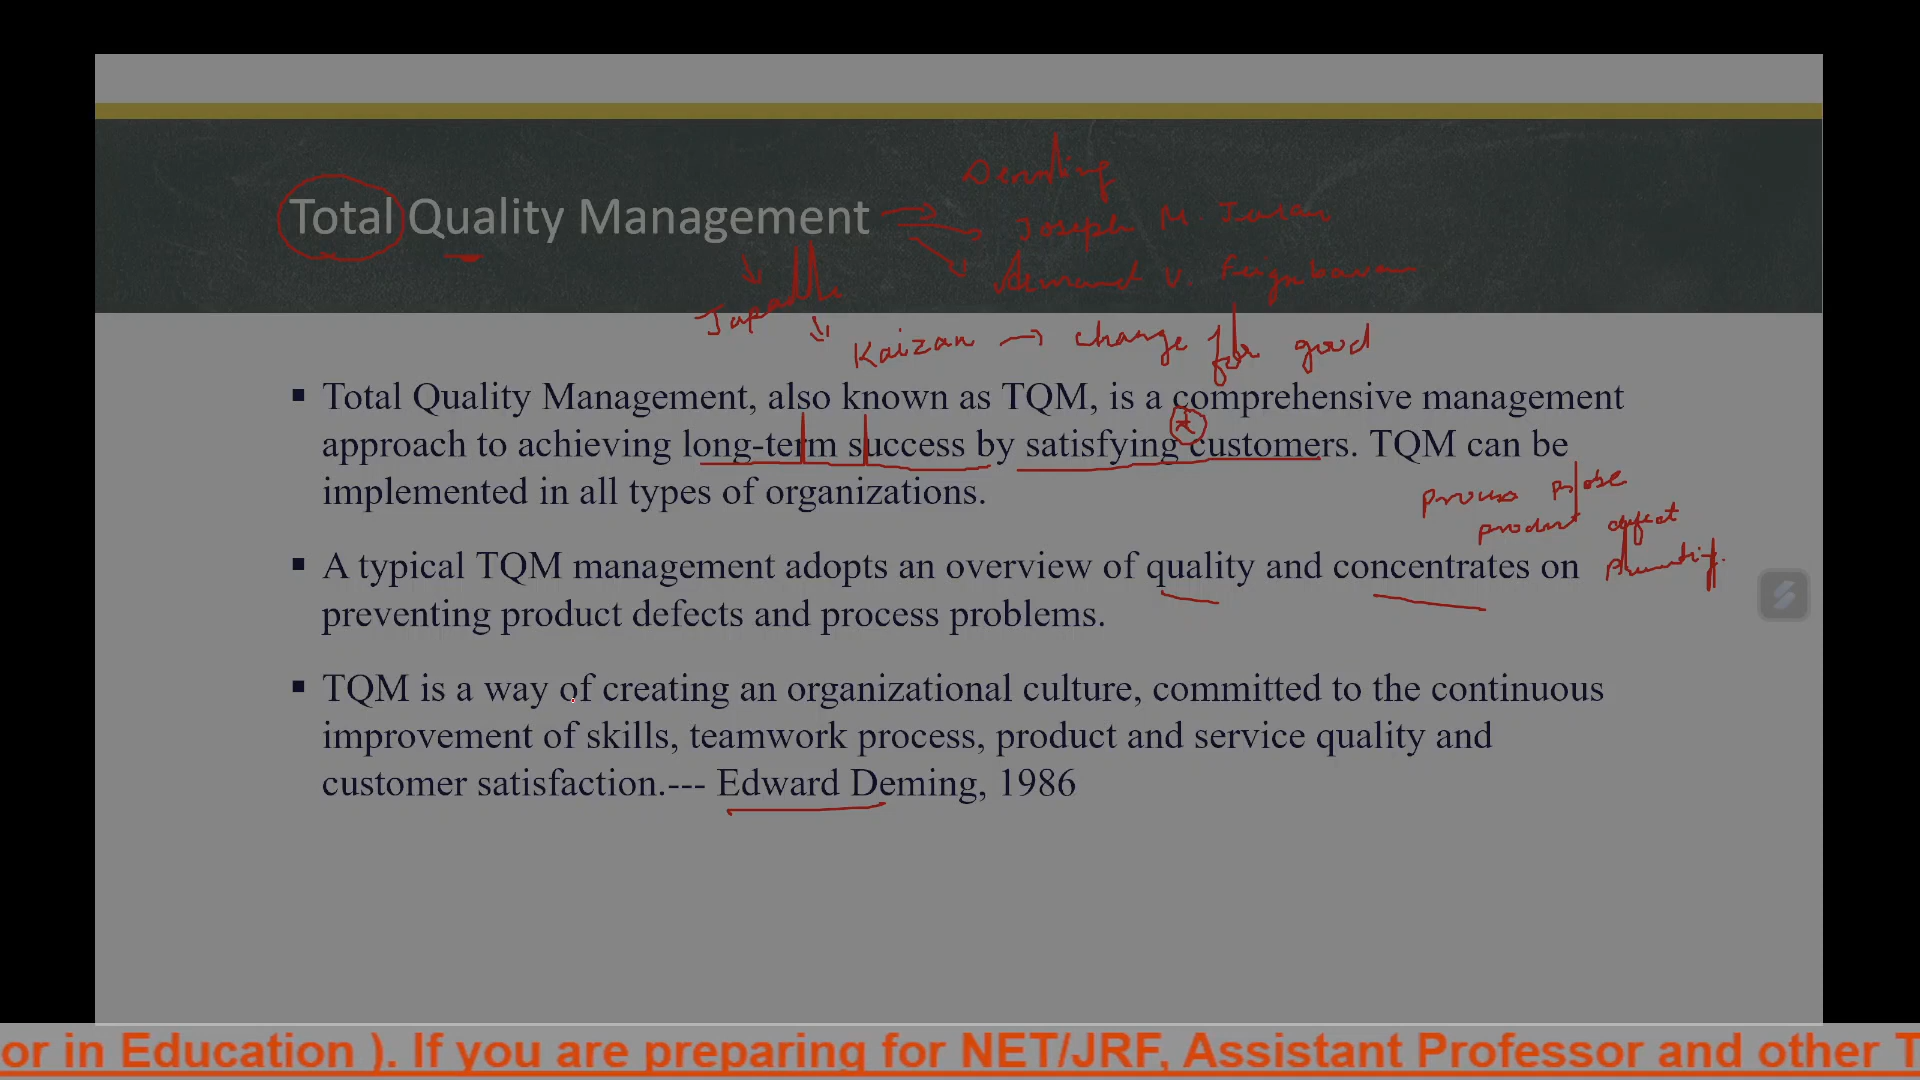 Deming
Total Quality Management
Joseph M. Juran
Armand V. Feignbaum
Kaizan → change for good
▪ Total Quality Management, also known as TQM, is a comprehensive management
approach to achieving long-term success by satisfying customers. TQM can be
implemented in all types of organizations.
process
product defect
▪ A typical TQM management adopts an overview of quality and concentrates on
preventing product defects and process problems.
▪ TQM is a way of creating an organizational culture, committed to the continuous
improvement of skills, teamwork process, product and service quality and
customer satisfaction.--- Edward Deming, 1986
or in Education ). If you are preparing for NET/JRF, Assistant Professor and other T